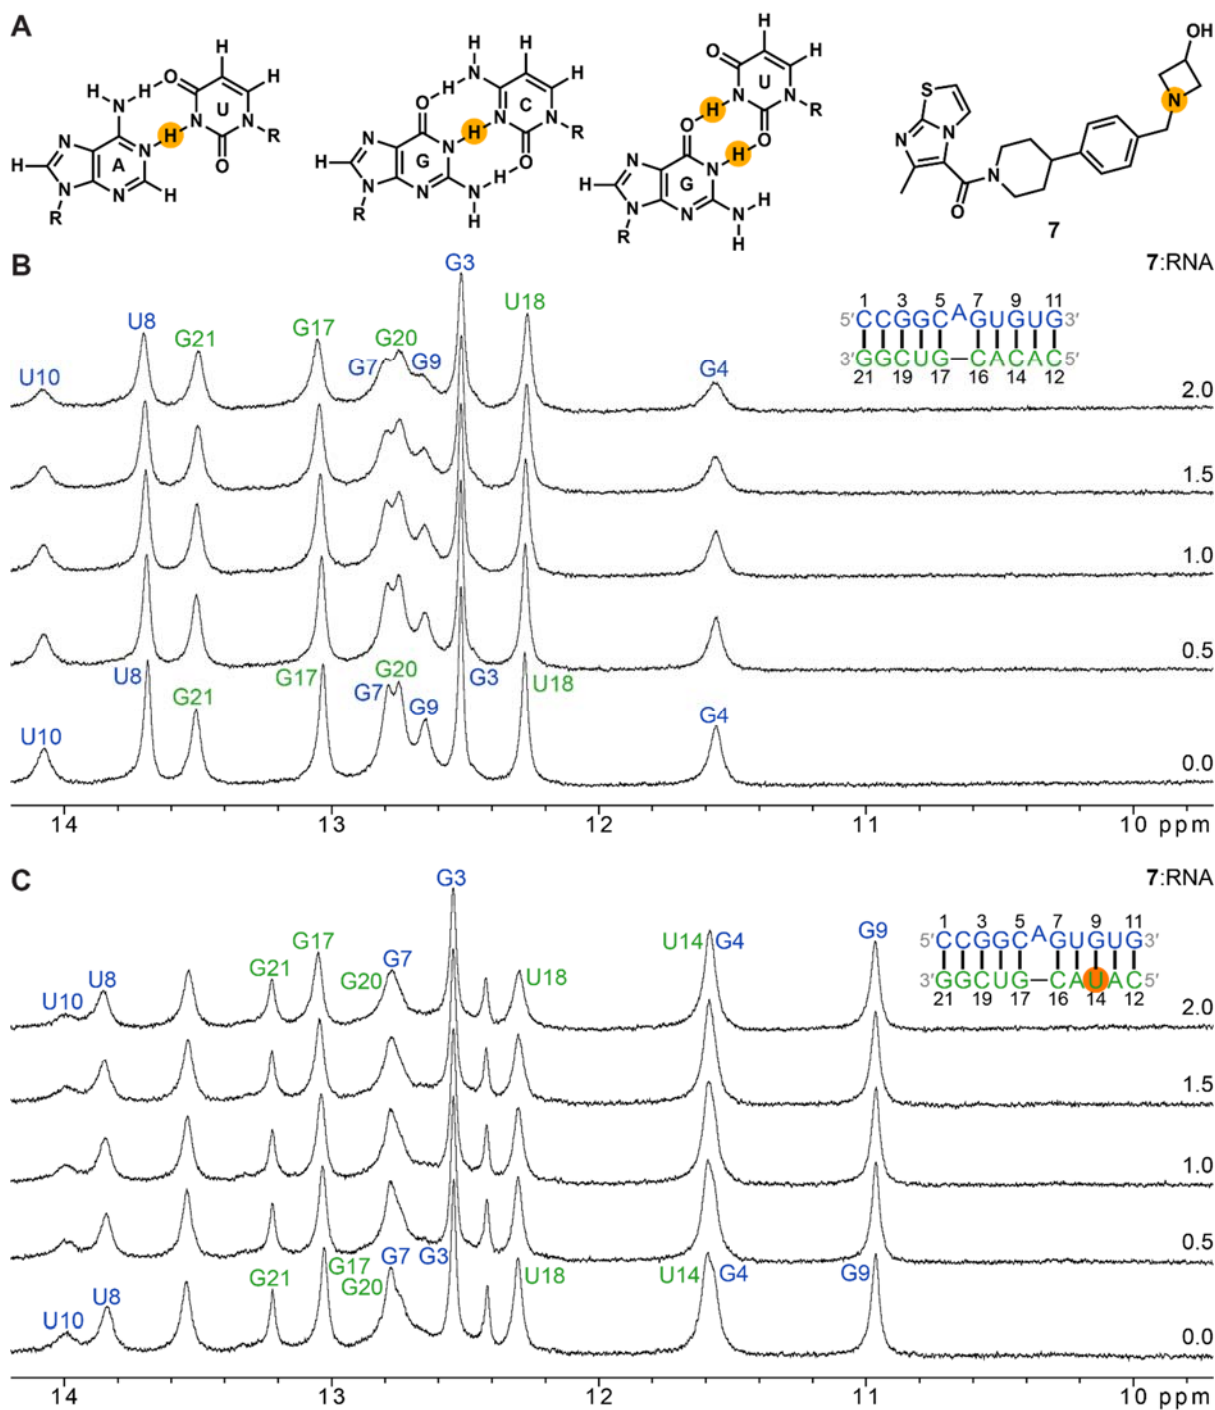 A
H H
H H O H
H N U
N H N N R
N A N O
H N N H
R
H H
H N H
O N C
H N N R
N G N H O
H N N N H
R H
H
O H
U
H N N R
O O
N H
G N
H N N N H
R H
OH
N
S
N N
N
O
7
B
7:RNA
G3
U8 G21 G17 G20 U18
U10 G7 G9 G4
1 3 5 7 9 11
5′CCGGCAGUGUG3′
3′GGCUG–CACAC5′
21 19 17 16 14 12
2.0
1.5
1.0
0.5
U8 G21 G17 G20 G7 G9 G3 U18
U10 G4
0.0
14 13 12 11 10 ppm
C
7:RNA
G3
U10 U8 G21 G17 G20 G7 U18 U14 G4 G9
1 3 5 7 9 11
5′CCGGCAGUGUG3′
3′GGCUG–CAUAC5′
21 19 17 16 14 12
2.0
1.5
1.0
0.5
U10 U8 G21 G17 G20 G7 G3 U18 U14 G4 G9
0.0
14 13 12 11 10 ppm